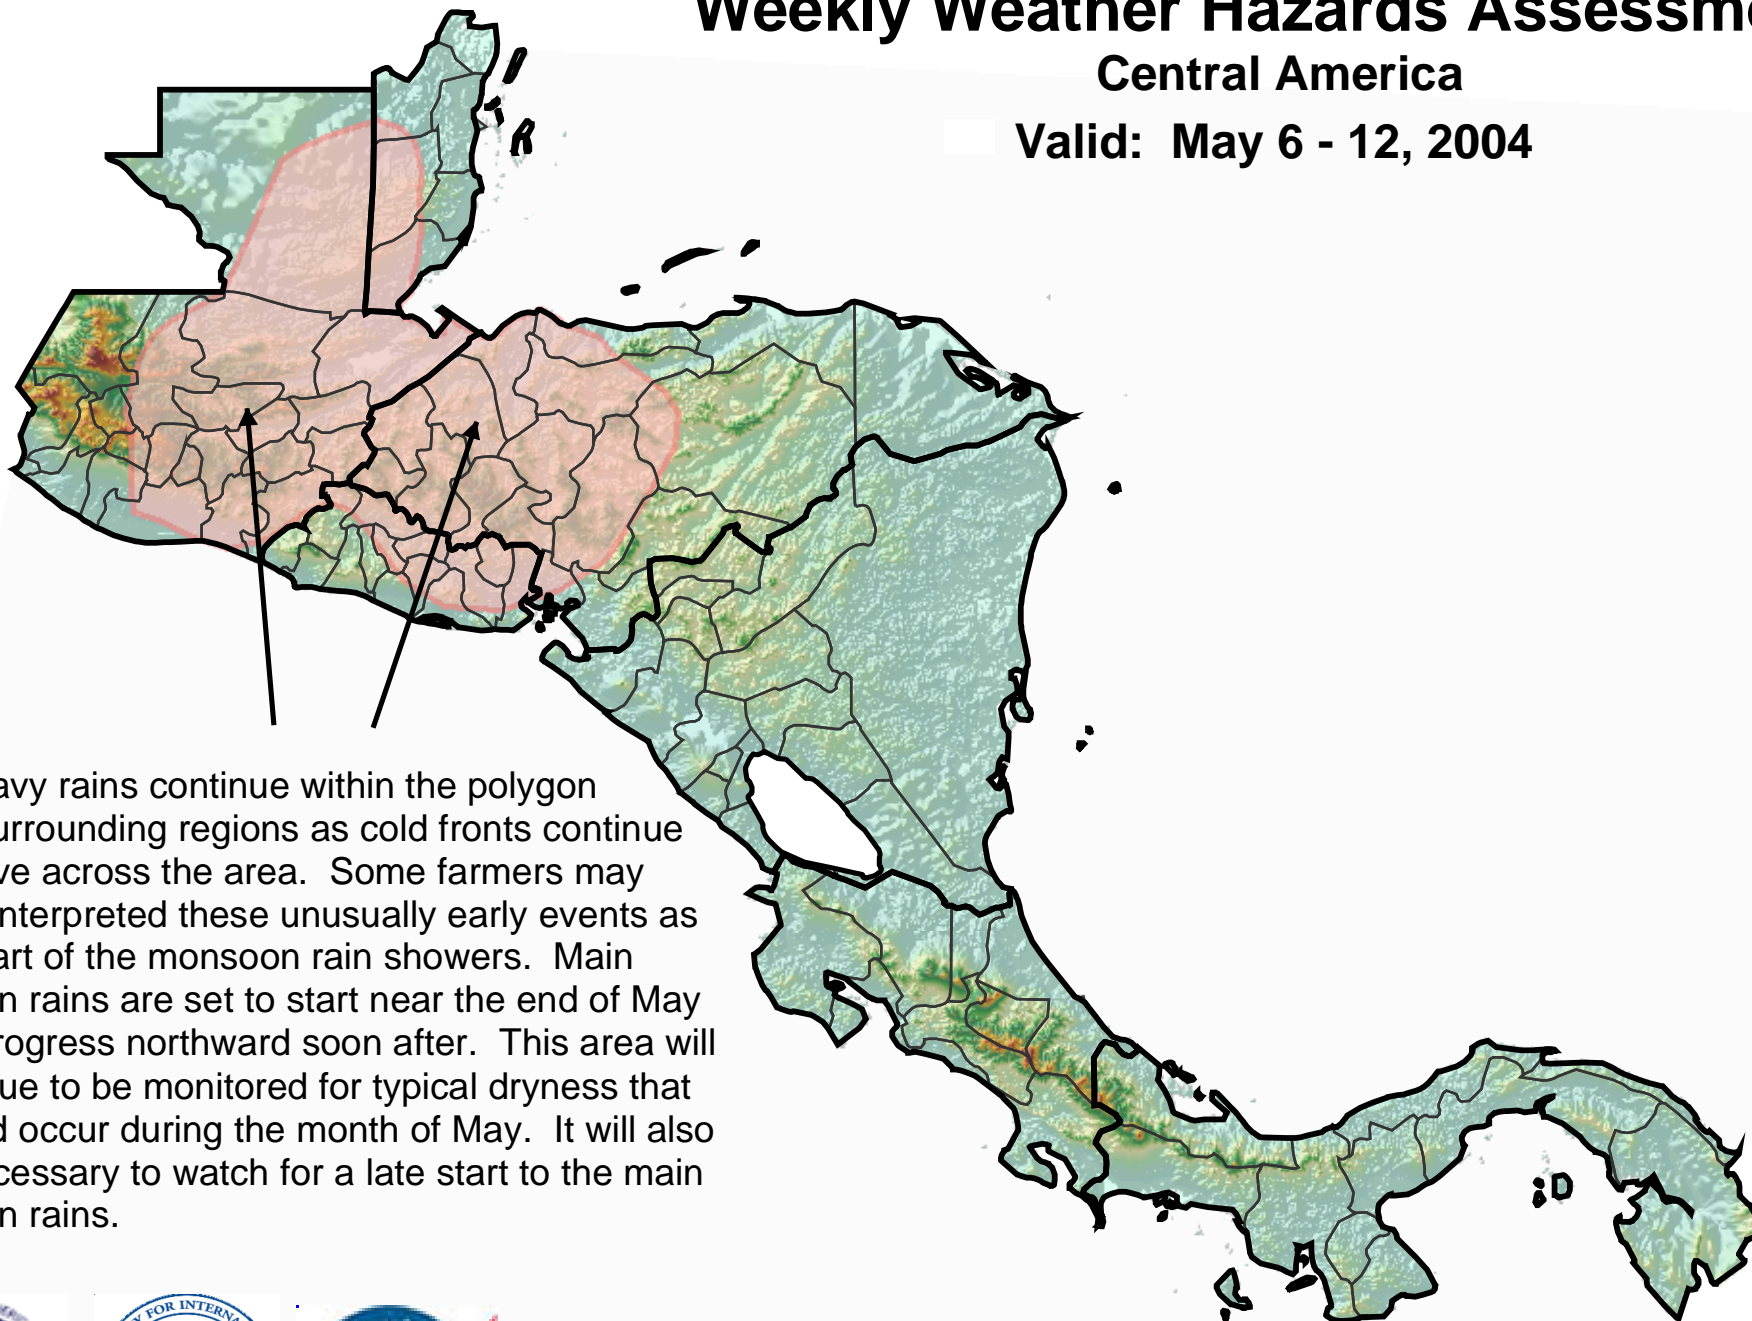 Weekly Weather Hazards Assessme
Central America
Valid: May 6 - 12, 2004
avy rains continue within the polygon
urrounding regions as cold fronts continue
ve across the area. Some farmers may
nterpreted these unusually early events as
art of the monsoon rain showers. Main
n rains are set to start near the end of May
rogress northward soon after. This area will
ue to be monitored for typical dryness that
d occur during the month of May. It will also
cessary to watch for a late start to the main
n rains.
Y FOR INTERNA